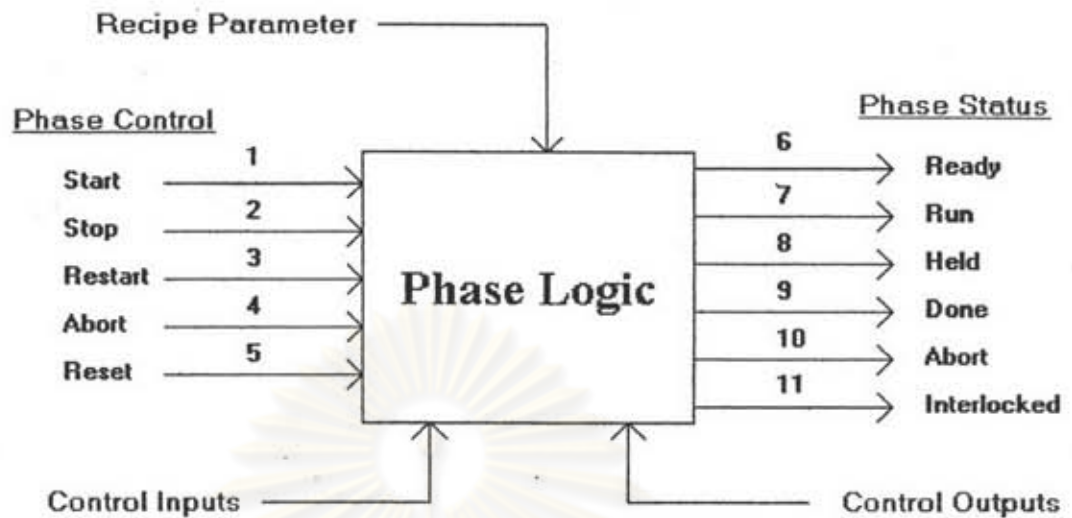 Recipe Parameter
Phase Control
Phase Status
1
Start
2
Stop
3
Restart
4
Abort
5
Reset
Phase Logic
6
Ready
7
Run
8
Held
9
Done
10
Abort
11
Interlocked
Control Inputs
Control Outputs